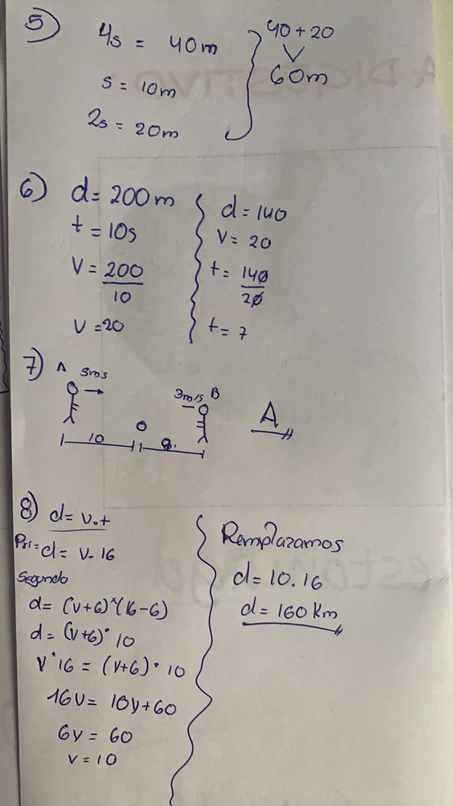 5) 4s = 40m
s = 10m
2s = 20m
40 + 20
60m
6) d = 200m
t = 10s
V = 200/10
V = 20
d = 140
V = 20
t = 140/20
t = 7
7) A 5ms
3m/s B
10
8.
A
8) d = v.t
d = V. 16
Segundo
d = (V+6)*(16-6)
d = (V+6)* 10
V*16 = (V+6)* 10
16V = 10V+60
6V = 60
V = 10
Remplazamos
d = 10.16
d = 160 Km